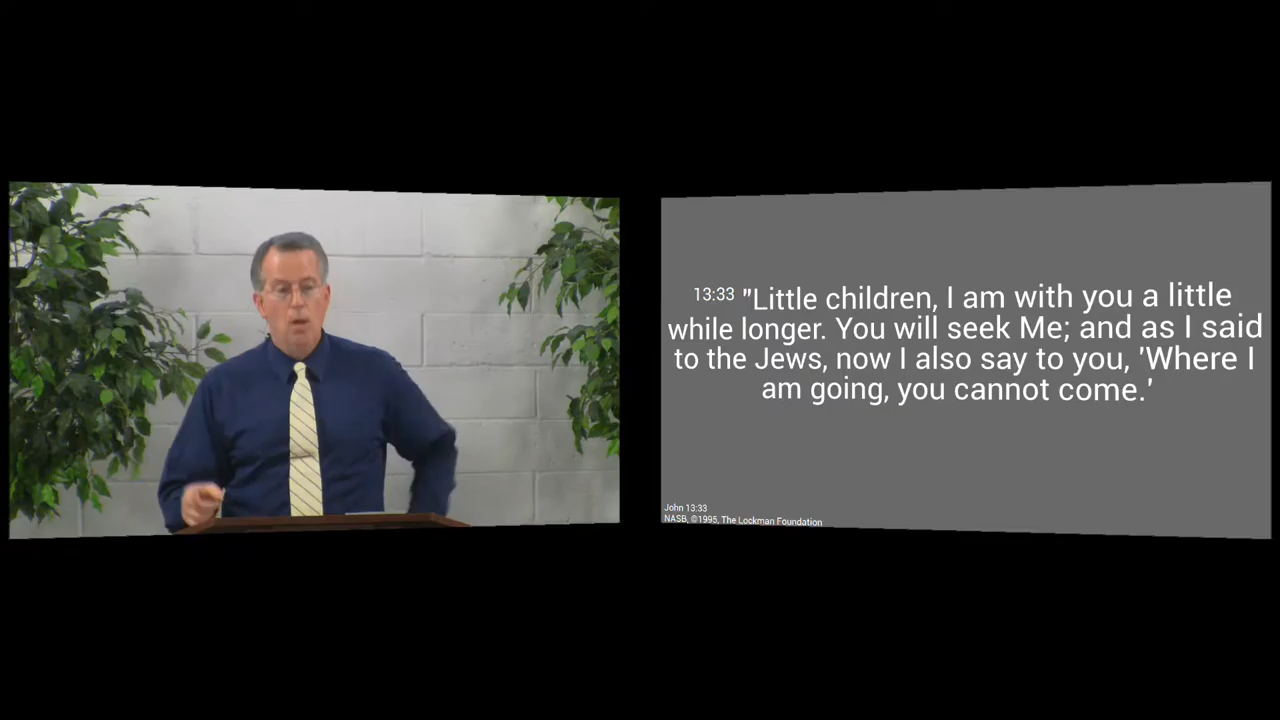 13:33 "Little children, I am with you a little
while longer. You will seek Me; and as I said
to the Jews, now I also say to you, 'Where I
am going, you cannot come.'
John 13:33
NASB, ©1995, The Lockman Foundation